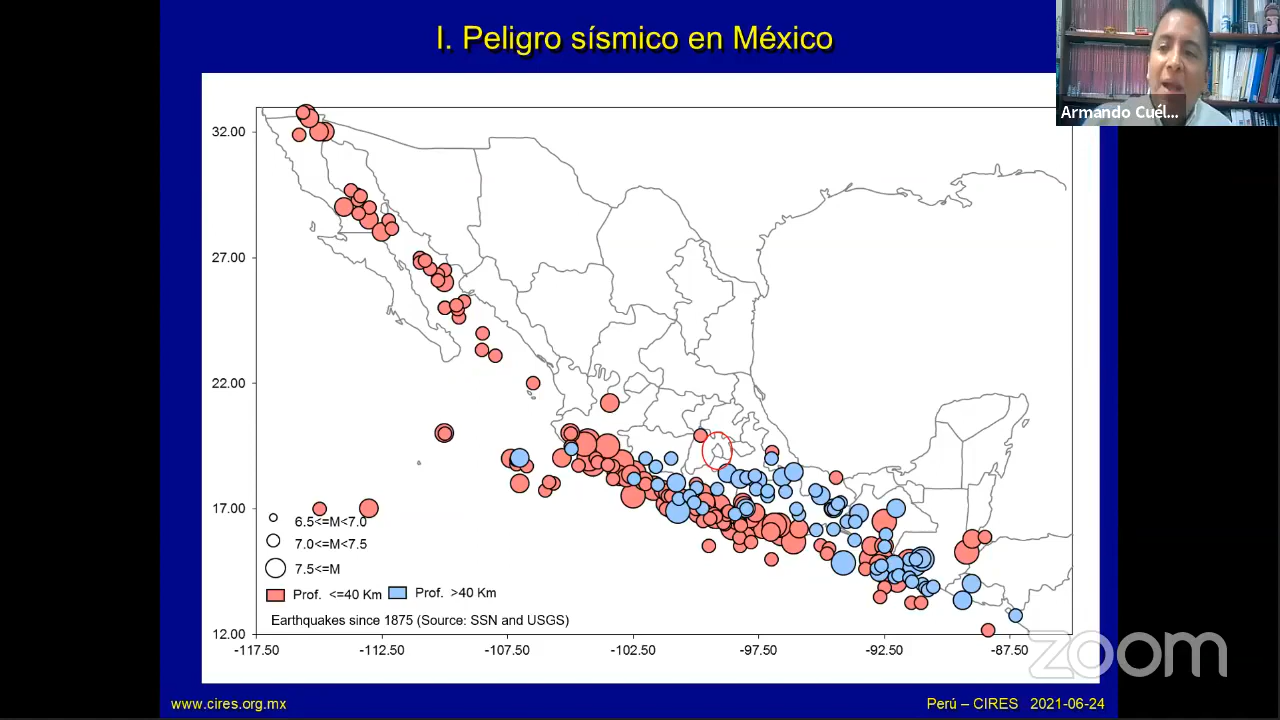 I. Peligro sísmico en México
Armando Cuél...
32.00
27.00
22.00
17.00
12.00
6.5<=M<7.0
7.0<=M<7.5
7.5<=M
Prof. <=40 Km
Prof. >40 Km
Earthquakes since 1875 (Source: SSN and USGS)
-117.50 -112.50 -107.50 -102.50 -97.50 -92.50 -87.50
zoom
www.cires.org.mx
Perú – CIRES 2021-06-24